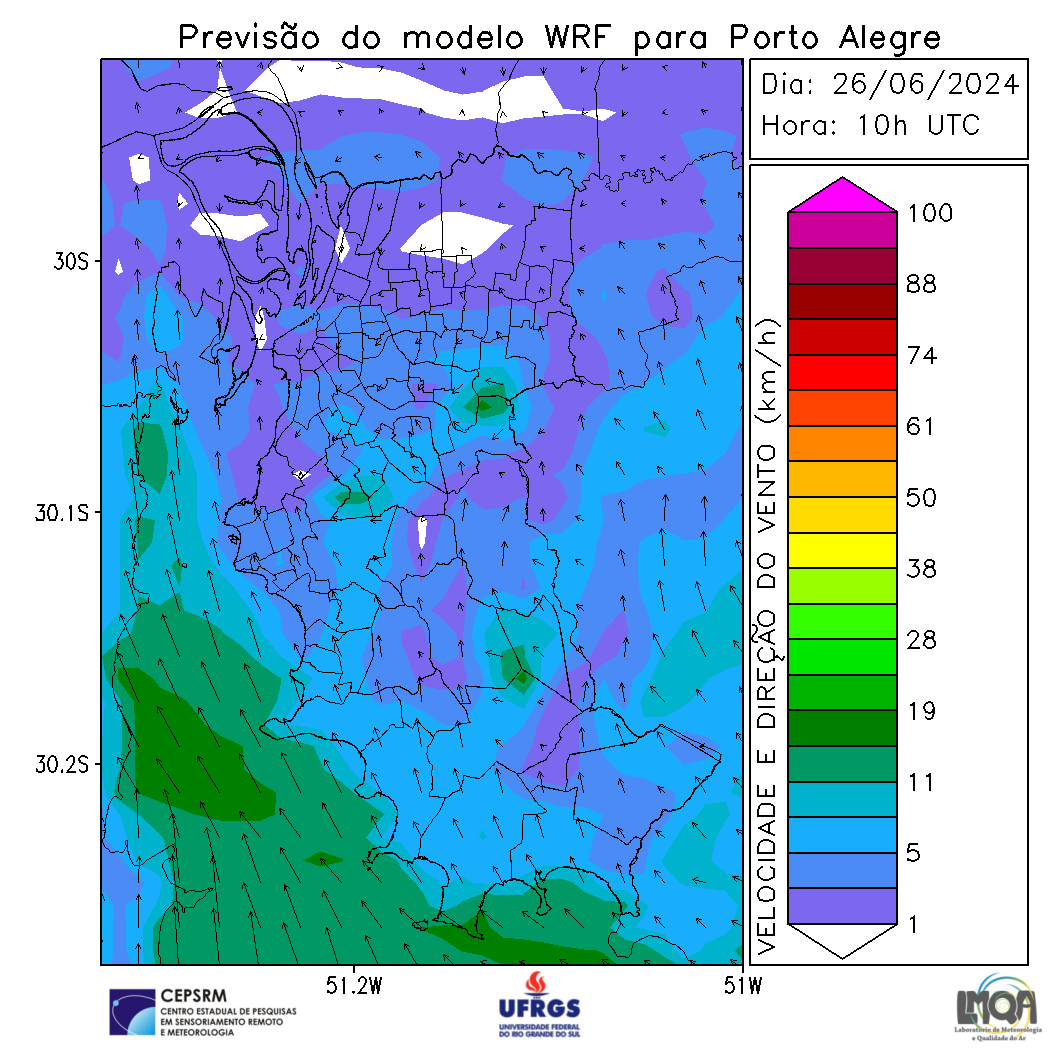 Previsão do modelo WRF para Porto Alegre
Dia: 26/06/2024
Hora: 10h UTC
30S
30.1S
30.2S
51.2W
51W
VELOCIDADE E DIREÇÃO DO VENTO (km/h)
100
88
74
61
50
38
28
19
11
5
1
CEPSRM
CENTRO ESTADUAL DE PESQUISAS
EM SENSORIAMENTO REMOTO
E METEOROLOGIA
UFRGS
UNIVERSIDADE FEDERAL
DO RIO GRANDE DO SUL
LMQA
Laboratório de Meteorologia
e Qualidade do Ar